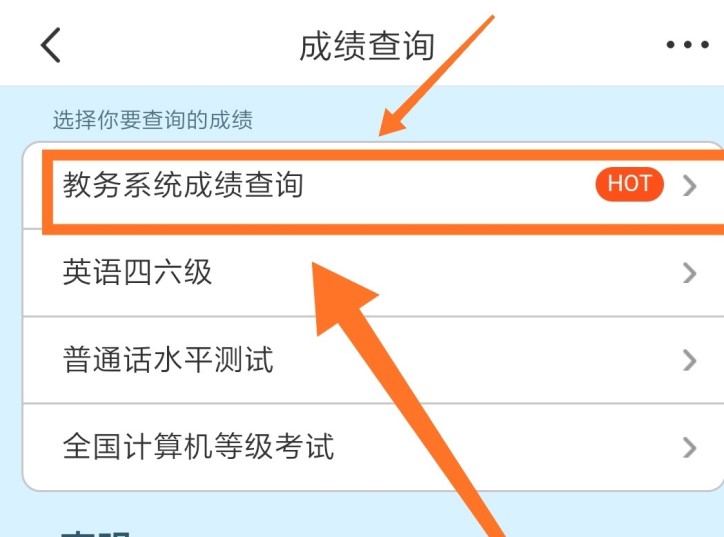 成绩查询
选择你要查询的成绩
教务系统成绩查询 HOT
英语四六级
普通话水平测试
全国计算机等级考试